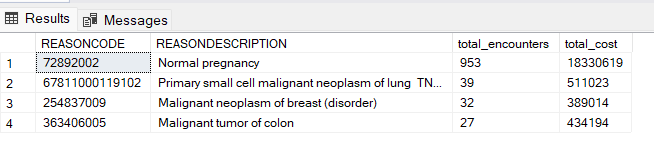 Results Messages
REASONCODE REASONDESCRIPTION total_encounters total_cost
1 72892002 Normal pregnancy 953 18330619
2 67811000119102 Primary small cell malignant neoplasm of lung TN... 39 511023
3 254837009 Malignant neoplasm of breast (disorder) 32 389014
4 363406005 Malignant tumor of colon 27 434194